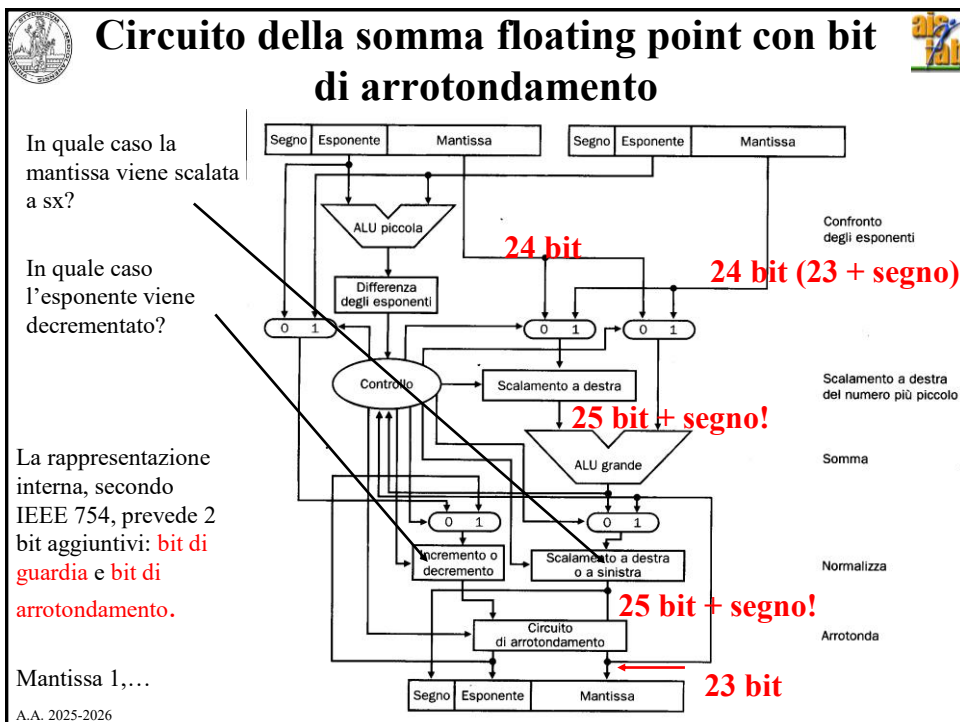 Circuito della somma floating point con bit
di arrotondamento
In quale caso la
mantissa viene scalata
a sx?
In quale caso
l'esponente viene
decrementato?
La rappresentazione
interna, secondo
IEEE 754, prevede 2
bit aggiuntivi: bit di
guardia e bit di
arrotondamento.
Mantissa 1,…
A.A. 2025-2026
Segno Esponente Mantissa
Segno Esponente Mantissa
ALU piccola
Confronto
degli esponenti
24 bit
24 bit (23 + segno)
Differenza
degli esponenti
0 1
0 1
0 1
Controllo
Scalamento a destra
Scalamento a destra
del numero più piccolo
25 bit + segno!
ALU grande
Somma
0 1
0 1
Incremento o
decremento
Scalamento a destra
o a sinistra
Normalizza
25 bit + segno!
Circuito
di arrotondamento
Arrotonda
23 bit
Segno Esponente Mantissa